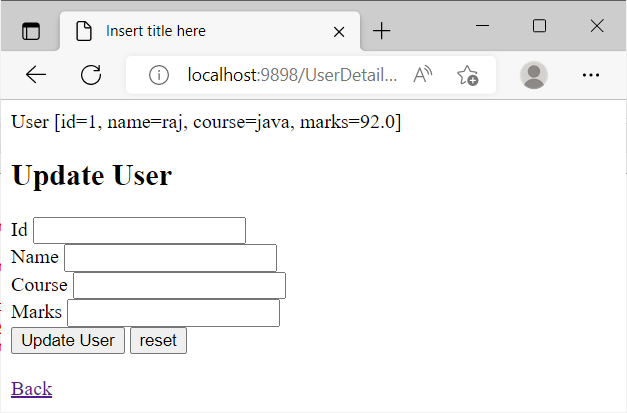 Insert title here
localhost:9898/UserDetail...
User [id=1, name=raj, course=java, marks=92.0]
Update User
Id
Name
Course
Marks
Update User reset
Back